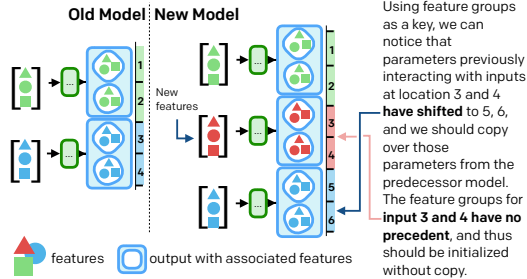 Old Model
New Model
1
2
3
4
...
...
New
features
1
2
3
4
5
6
...
...
...
Using feature groups
as a key, we can
notice that
parameters previously
interacting with inputs
at location 3 and 4
have shifted to 5, 6,
and we should copy
over those
parameters from the
predecessor model.
The feature groups for
input 3 and 4 have no
precedent, and thus
should be initialized
without copy.
features
output with associated features